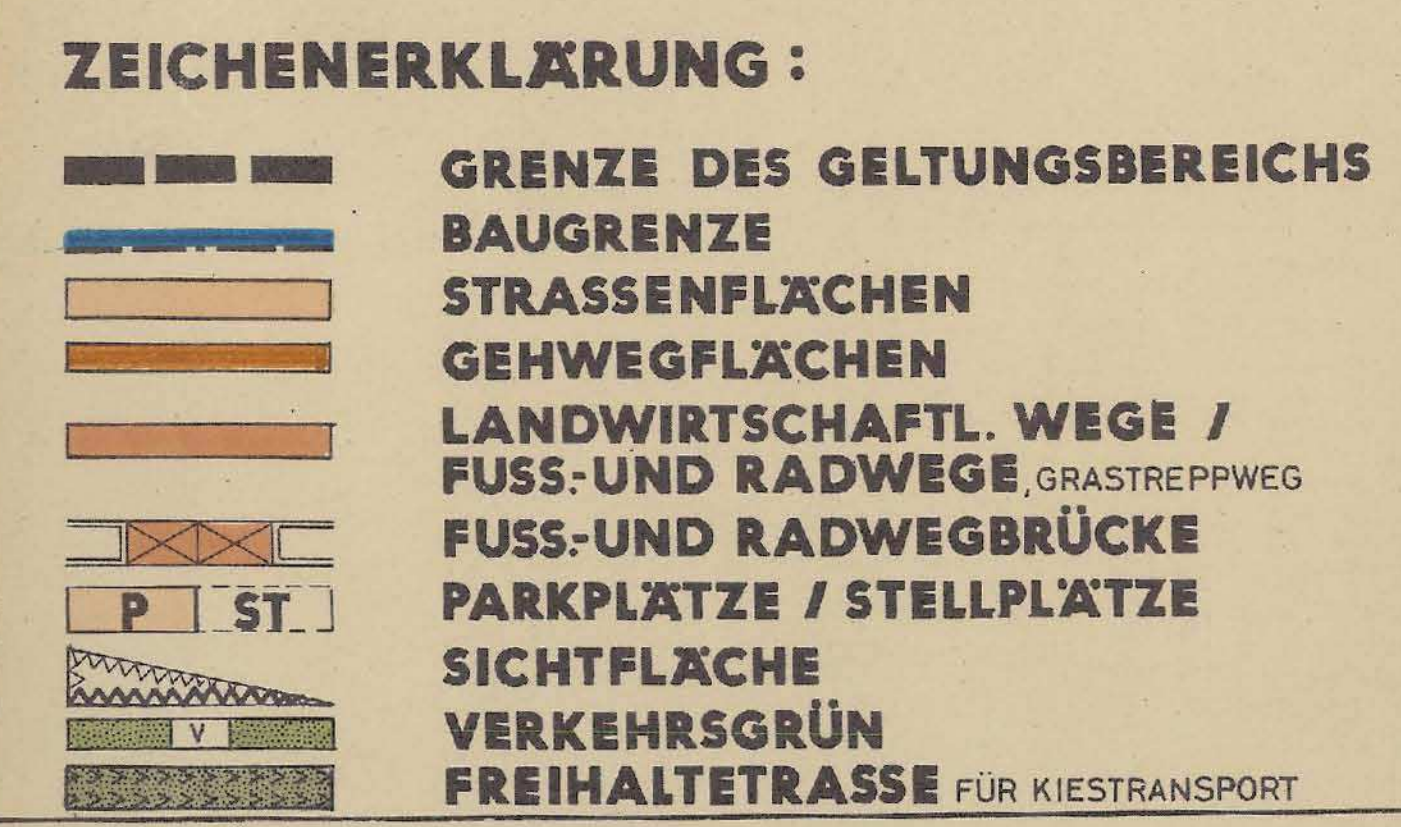 ZEICHENERKLÄRUNG :
GRENZE DES GELTUNGSBEREICHS
BAUGRENZE
STRASSENFLÄCHEN
GEHWEGFLÄCHEN
LANDWIRTSCHAFTL. WEGE /
FUSS.-UND RADWEGE, GRASTREPPWEG
FUSS.-UND RADWEGBRÜCKE
P ST PARKPLÄTZE / STELLPLÄTZE
SICHTFLÄCHE
V VERKEHRSGRÜN
FREIHALTETRASSE FÜR KIESTRANSPORT